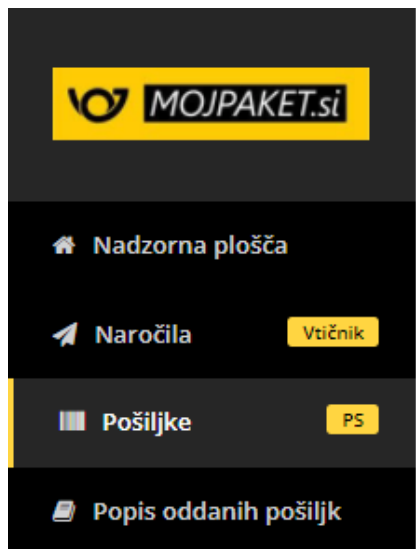 MOJPAKET.si
Nadzorna plošča
Naročila Vtičnik
Pošiljke PS
Popis oddanih pošiljk